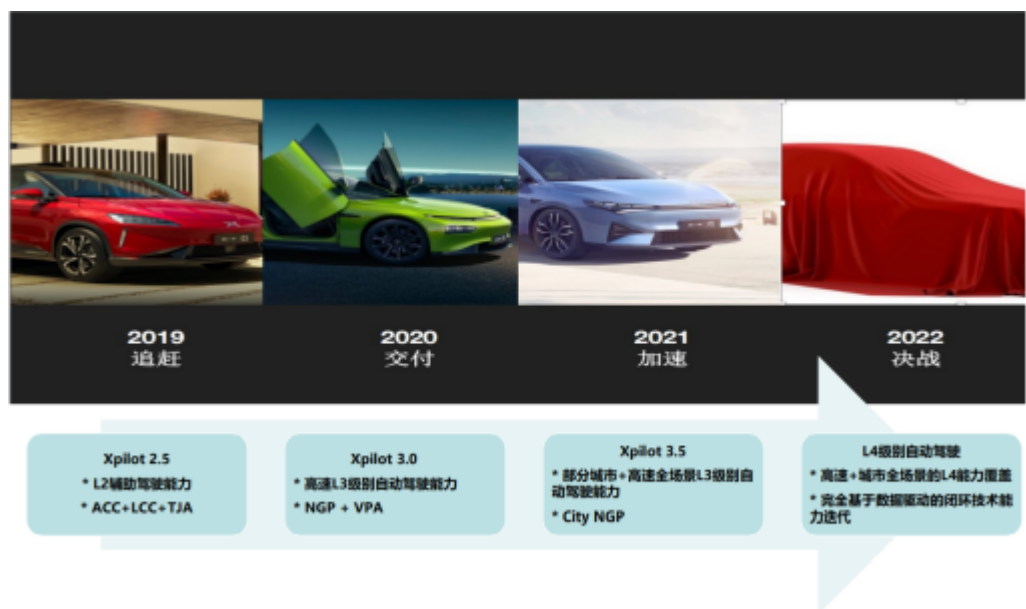 2019
追赶
2020
交付
2021
加速
2022
决战
Xpilot 2.5
* L2辅助驾驶能力
* ACC+LCC+TJA
Xpilot 3.0
* 高速L3级别自动驾驶能力
* NGP + VPA
Xpilot 3.5
* 部分城市+高速全场景L3级别自
动驾驶能力
* City NGP
L4级别自动驾驶
* 高速+城市全场景的L4能力覆盖
* 完全基于数据驱动的闭环技术能
力迭代